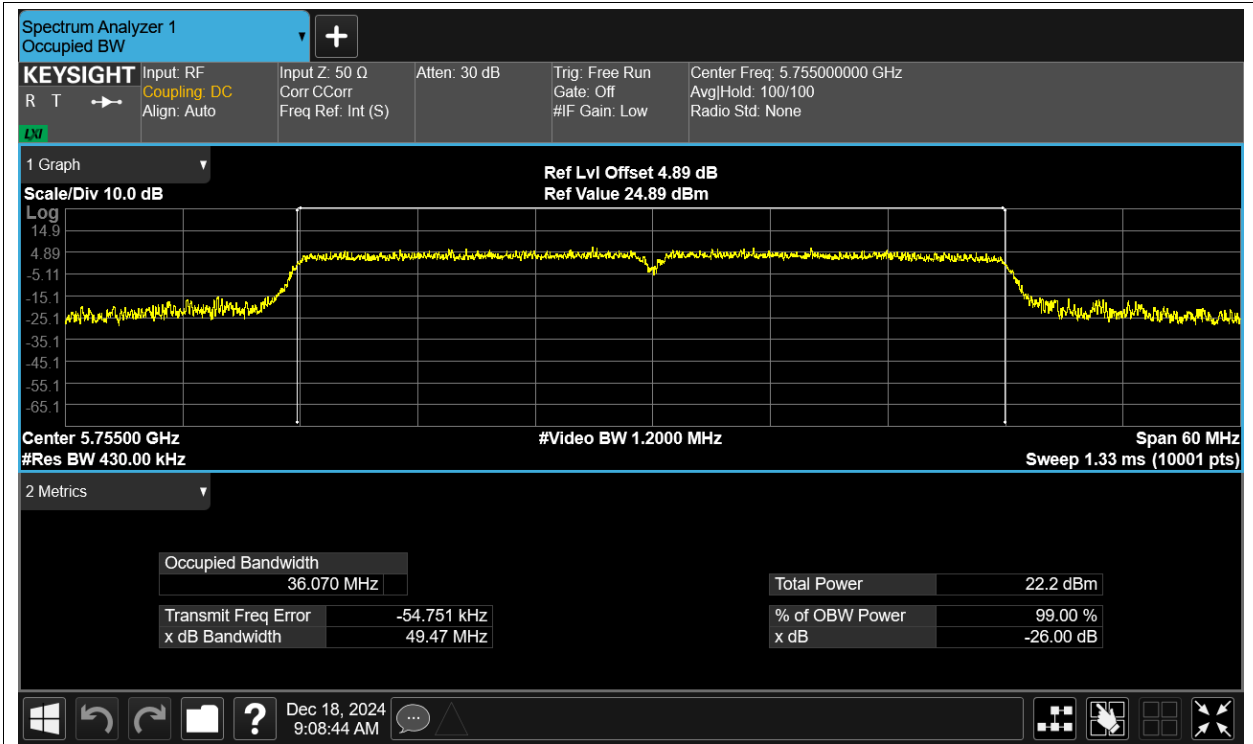 Spectrum Analyzer 1
Occupied BW
KEYSIGHT
R T
LXI
Input: RF
Coupling: DC
Align: Auto
Input Z: 50 Ω
Corr CCorr
Freq Ref: Int (S)
Atten: 30 dB
Trig: Free Run
Gate: Off
#IF Gain: Low
Center Freq: 5.755000000 GHz
Avg|Hold: 100/100
Radio Std: None
1 Graph
Scale/Div 10.0 dB
Ref Lvl Offset 4.89 dB
Ref Value 24.89 dBm
Log
14.9
4.89
-5.11
-15.1
-25.1
-35.1
-45.1
-55.1
-65.1
Center 5.75500 GHz
#Res BW 430.00 kHz
#Video BW 1.2000 MHz
Span 60 MHz
Sweep 1.33 ms (10001 pts)
2 Metrics
Occupied Bandwidth
36.070 MHz
Transmit Freq Error -54.751 kHz
x dB Bandwidth 49.47 MHz
Total Power 22.2 dBm
% of OBW Power 99.00 %
x dB -26.00 dB
?
Dec 18, 2024
9:08:44 AM